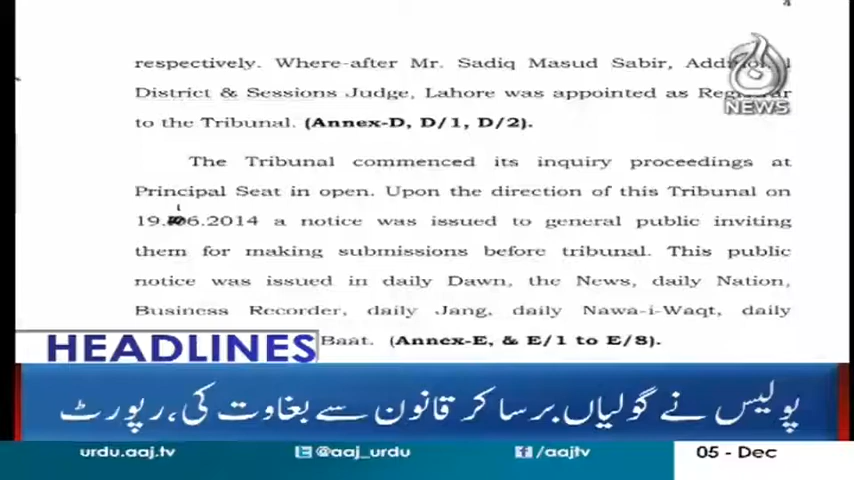 4
respectively. Where-after Mr. Sadiq Masud Sabir,
District & Sessions Judge, Lahore was appointed as
to the Tribunal. (Annex-D, D/1, D/2).
NEWS
The Tribunal commenced its inquiry proceedings at
Principal Seat in open. Upon the direction of this Tribunal on
19.06.2014 a notice was issued to general public inviting
them for making submissions before tribunal. This public
notice was issued in daily Dawn, the News, daily Nation,
Business Recorder, daily Jang, daily Nawa-i-Waqt, daily
Baat. (Annex-E, & E/1 to E/8).
HEADLINES
پولیس نے گولیاں برسا کر قانون سے بغاوت کی، رپورٹ
urdu.aaj.tv @aaj_urdu /aajtv 05 - Dec